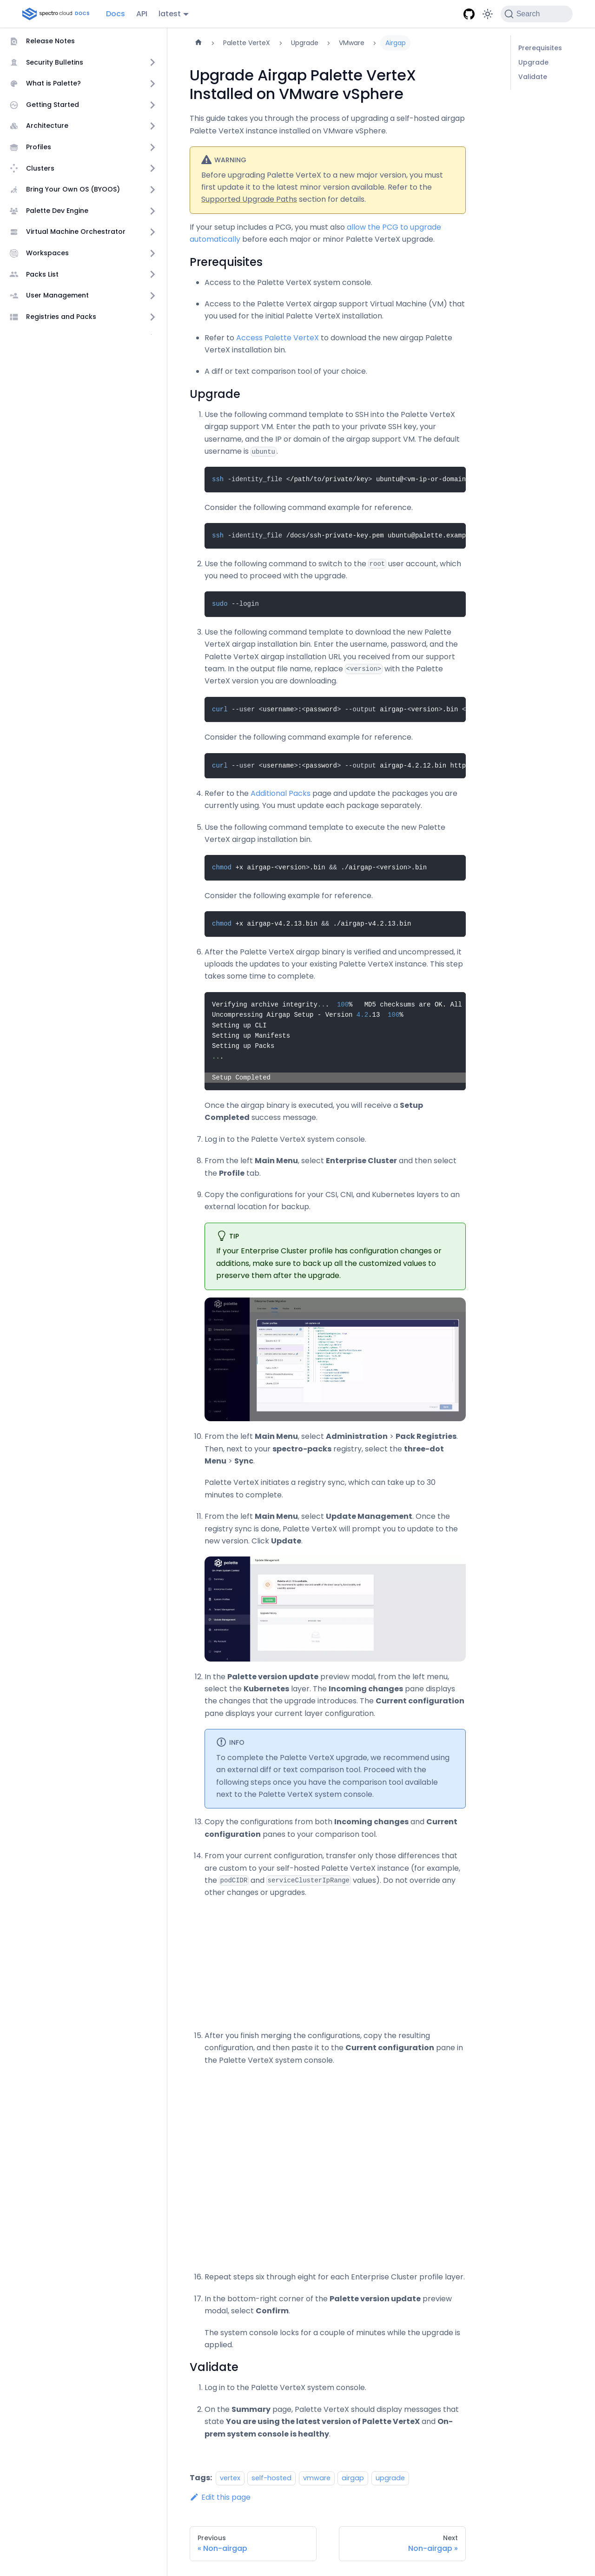 spectro cloud DOCS
Docs
API
latest
Search
Release Notes
Security Bulletins
What is Palette?
Getting Started
Architecture
Profiles
Clusters
Bring Your Own OS (BYOOS)
Palette Dev Engine
Virtual Machine Orchestrator
Workspaces
Packs List
User Management
Registries and Packs
Palette VerteX
Upgrade
VMware
Airgap
Prerequisites
Upgrade
Validate
Upgrade Airgap Palette VerteX
Installed on VMware vSphere
This guide takes you through the process of upgrading a self-hosted airgap
Palette VerteX instance installed on VMware vSphere.
WARNING
Before upgrading Palette VerteX to a new major version, you must
first update it to the latest minor version available. Refer to the
Supported Upgrade Paths section for details.
If your setup includes a PCG, you must also allow the PCG to upgrade
automatically before each major or minor Palette VerteX upgrade.
Prerequisites
Access to the Palette VerteX system console.
Access to the Palette VerteX airgap support Virtual Machine (VM) that
you used for the initial Palette VerteX installation.
Refer to Access Palette VerteX to download the new airgap Palette
VerteX installation bin.
A diff or text comparison tool of your choice.
Upgrade
1. Use the following command template to SSH into the Palette VerteX
airgap support VM. Enter the path to your private SSH key, your
username, and the IP or domain of the airgap support VM. The default
username is ubuntu.
ssh -identity_file </path/to/private/key> ubuntu@<vm-ip-or-domain
Consider the following command example for reference.
ssh -identity_file /docs/ssh-private-key.pem ubuntu@palette.examp
2. Use the following command to switch to the root user account, which
you need to proceed with the upgrade.
sudo --login
3. Use the following command template to download the new Palette
VerteX airgap installation bin. Enter the username, password, and the
Palette VerteX airgap installation URL you received from our support
team. In the output file name, replace <version> with the Palette
VerteX version you are downloading.
curl --user <username>:<password> --output airgap-<version>.bin <
Consider the following command example for reference.
curl --user <username>:<password> --output airgap-4.2.12.bin http
4. Refer to the Additional Packs page and update the packages you are
currently using. You must update each package separately.
5. Use the following command template to execute the new Palette
VerteX airgap installation bin.
chmod +x airgap-<version>.bin && ./airgap-<version>.bin
Consider the following example for reference.
chmod +x airgap-v4.2.13.bin && ./airgap-v4.2.13.bin
6. After the Palette VerteX airgap binary is verified and uncompressed, it
uploads the updates to your existing Palette VerteX instance. This step
takes some time to complete.
Verifying archive integrity... 100% MD5 checksums are OK. All
Uncompressing Airgap Setup - Version 4.2.13 100%
Setting up CLI
Setting up Manifests
Setting up Packs
...
Setup Completed
Once the airgap binary is executed, you will receive a Setup
Completed success message.
7. Log in to the Palette VerteX system console.
8. From the left Main Menu, select Enterprise Cluster and then select
the Profile tab.
9. Copy the configurations for your CSI, CNI, and Kubernetes layers to an
external location for backup.
TIP
If your Enterprise Cluster profile has configuration changes or
additions, make sure to back up all the customized values to
preserve them after the upgrade.
palette
10. From the left Main Menu, select Administration > Pack Registries.
Then, next to your spectro-packs registry, select the three-dot
Menu > Sync.
Palette VerteX initiates a registry sync, which can take up to 30
minutes to complete.
11. From the left Main Menu, select Update Management. Once the
registry sync is done, Palette VerteX will prompt you to update to the
new version. Click Update.
palette
Update Management
12. In the Palette version update preview modal, from the left menu,
select the Kubernetes layer. The Incoming changes pane displays
the changes that the upgrade introduces. The Current configuration
pane displays your current layer configuration.
INFO
To complete the Palette VerteX upgrade, we recommend using
an external diff or text comparison tool. Proceed with the
following steps once you have the comparison tool available
next to the Palette VerteX system console.
13. Copy the configurations from both Incoming changes and Current
configuration panes to your comparison tool.
14. From your current configuration, transfer only those differences that
are custom to your self-hosted Palette VerteX instance (for example,
the podCIDR and serviceClusterIpRange values). Do not override any
other changes or upgrades.
15. After you finish merging the configurations, copy the resulting
configuration, and then paste it to the Current configuration pane in
the Palette VerteX system console.
16. Repeat steps six through eight for each Enterprise Cluster profile layer.
17. In the bottom-right corner of the Palette version update preview
modal, select Confirm.
The system console locks for a couple of minutes while the upgrade is
applied.
Validate
1. Log in to the Palette VerteX system console.
2. On the Summary page, Palette VerteX should display messages that
state You are using the latest version of Palette VerteX and On-
prem system console is healthy.
Tags: vertex self-hosted vmware airgap upgrade
Edit this page
Previous
« Non-airgap
Next
Non-airgap »